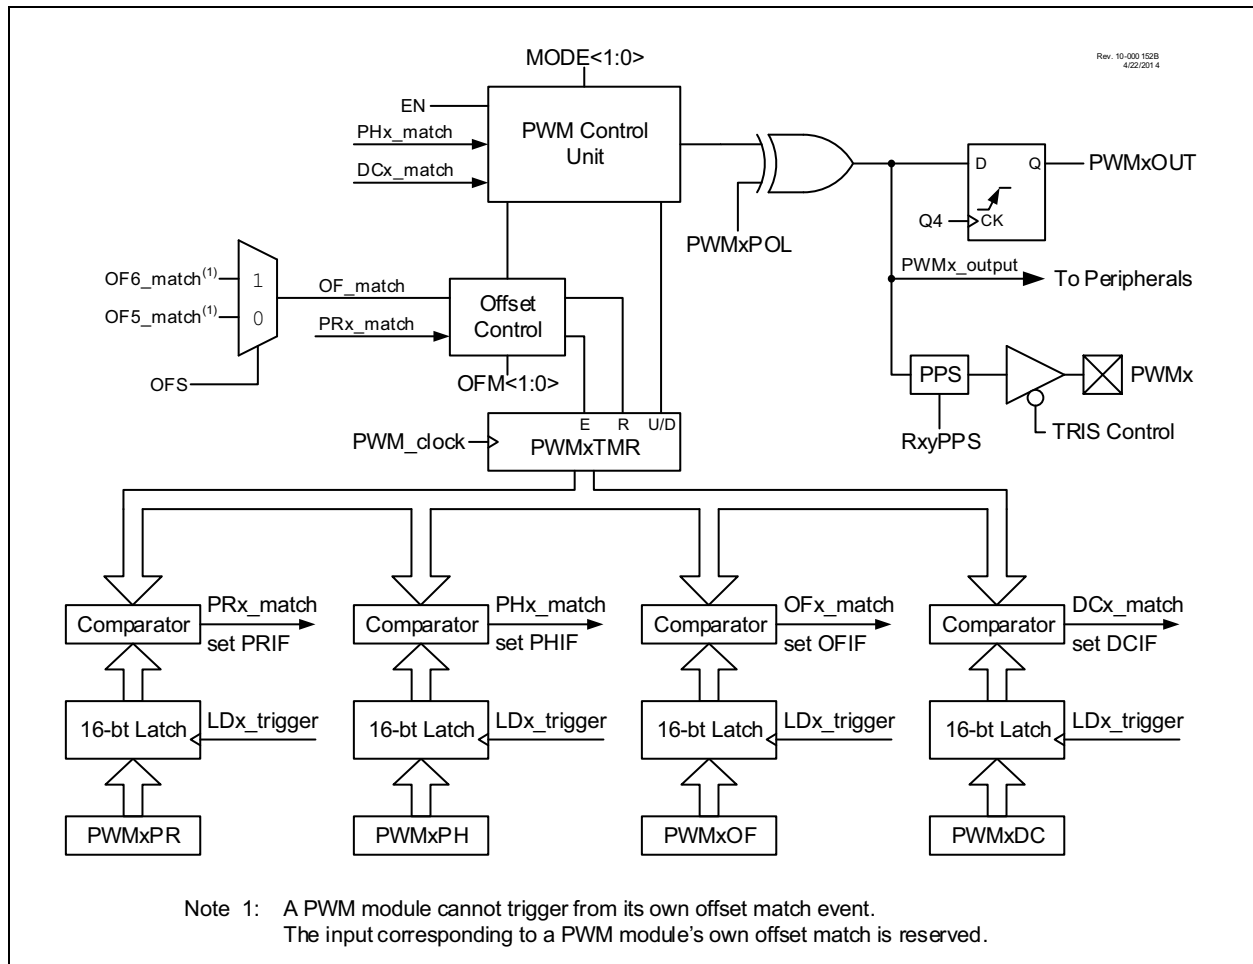 Rev. 10-000 152B
4/22/201 4
MODE<1:0>
EN
PHx_match
DCx_match
PWM Control
Unit
PWMxPOL
D Q
Q4
CK
PWMxOUT
OF6_match(1)
OF5_match(1)
1
0
OFS
OF_match
PRx_match
Offset
Control
OFM<1:0>
PWMx_output
To Peripherals
PPS
RxyPPS
PWMx
TRIS Control
PWM_clock
E R U/D
PWMxTMR
Comparator
PRx_match
set PRIF
16-bt Latch
LDx_trigger
PWMxPR
Comparator
PHx_match
set PHIF
16-bt Latch
LDx_trigger
PWMxPH
Comparator
OFx_match
set OFIF
16-bt Latch
LDx_trigger
PWMxOF
Comparator
DCx_match
set DCIF
16-bt Latch
LDx_trigger
PWMxDC
Note 1: A PWM module cannot trigger from its own offset match event.
The input corresponding to a PWM module's own offset match is reserved.